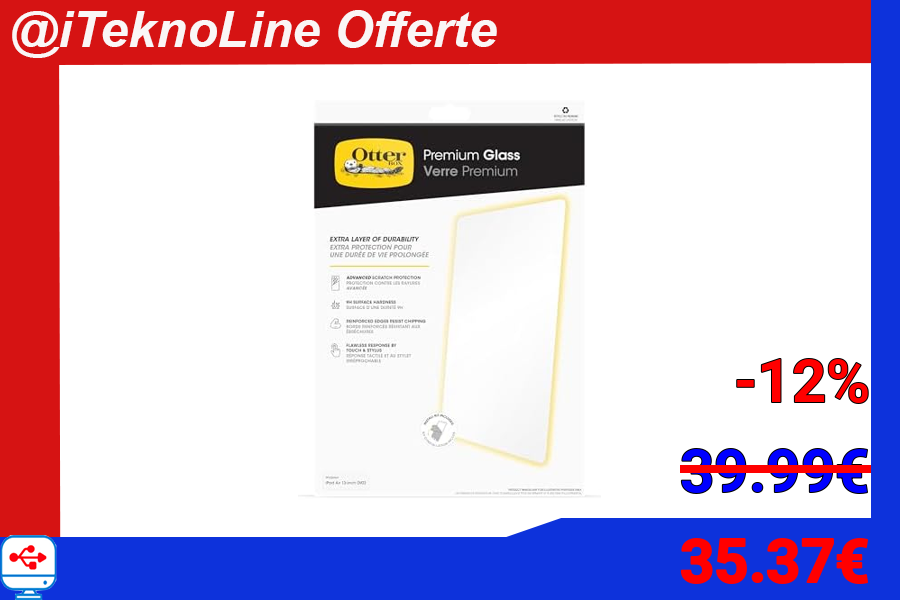 @iTeknoLine Offerte
Otter
BOX
Premium Glass
Verre Premium
EXTRA LAYER OF DURABILITY
EXTRA PROTECTION POUR
UNE DURÉE DE VIE PROLONGÉE
ADVANCED SCRATCH PROTECTION
PROTECTION CONTRE LES RAYURES
AVANCÉE
9H SURFACE HARDNESS
SURFACE D'UNE DURETÉ 9H
REINFORCED EDGES RESIST CHIPPING
BORDS RENFORCÉS RÉSISTANT AUX
ÉBRÉCHURES
FLAWLESS RESPONSE BY
TOUCH & STYLUS
RÉPONSE TACTILE ET AU STYLET
IRRÉPROCHABLE
-12%
39.99€
35.37€